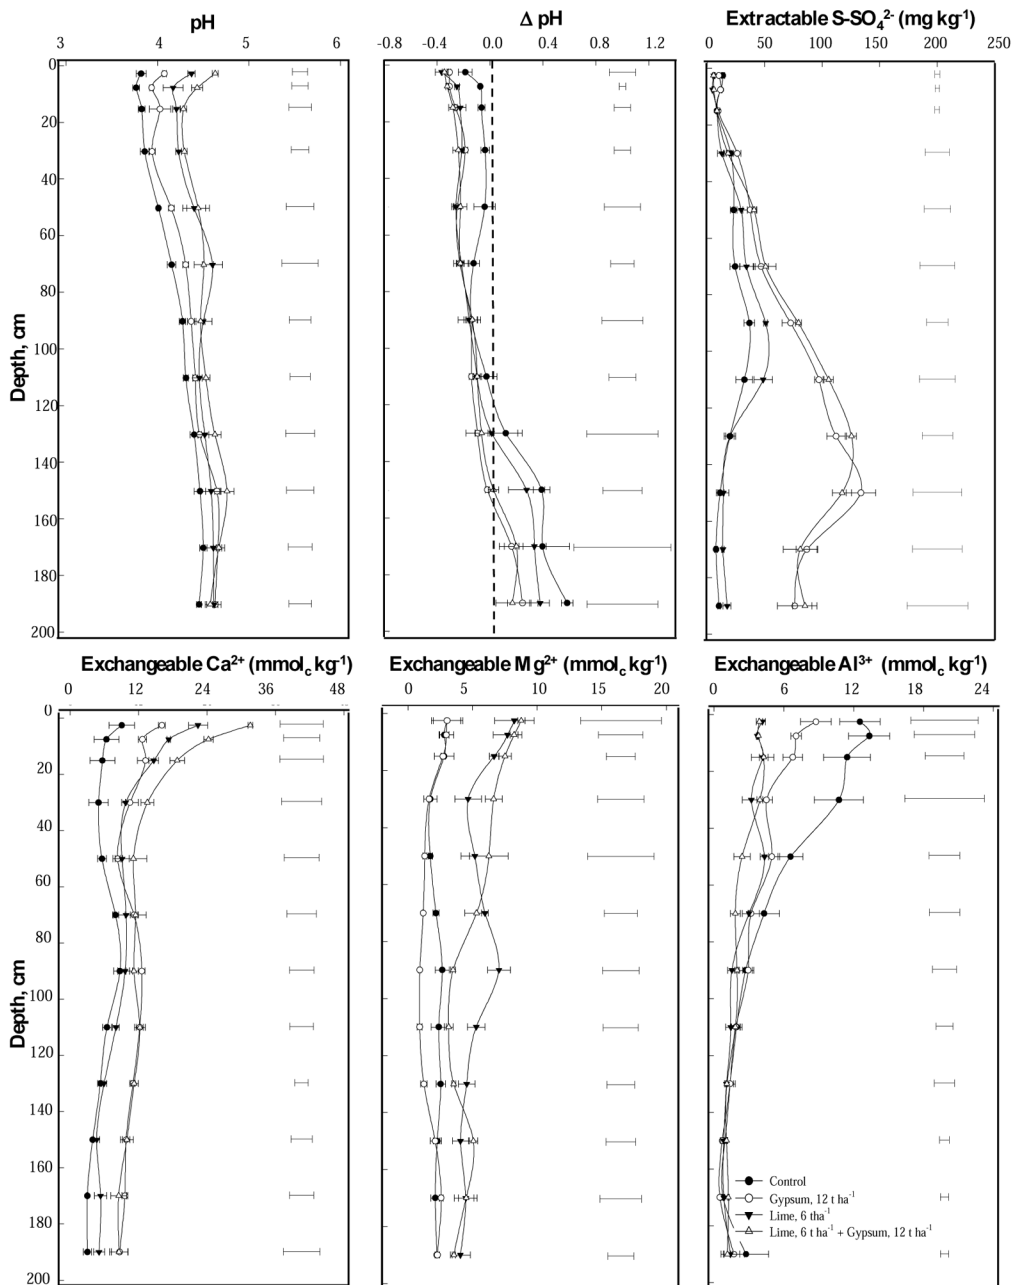 pH
Δ pH
Extractable S-SO₄²⁻ (mg kg⁻¹)
3 4 5 6
-0.8 -0.4 0.0 0.4 0.8 1.2
0 50 100 150 200 250
0
20
40
60
80
100
120
140
160
180
200
Depth, cm
Exchangeable Ca²⁺ (mmol_c kg⁻¹)
Exchangeable Mg²⁺ (mmol_c kg⁻¹)
Exchangeable Al³⁺ (mmol_c kg⁻¹)
0 12 24 36 48
0 5 10 15 20
0 6 12 18 24
0
20
40
60
80
100
120
140
160
180
200
Depth, cm
Control
Gypsum, 12 t ha⁻¹
Lime, 6 tha⁻¹
Lime, 6 t ha⁻¹ + Gypsum, 12 t ha⁻¹